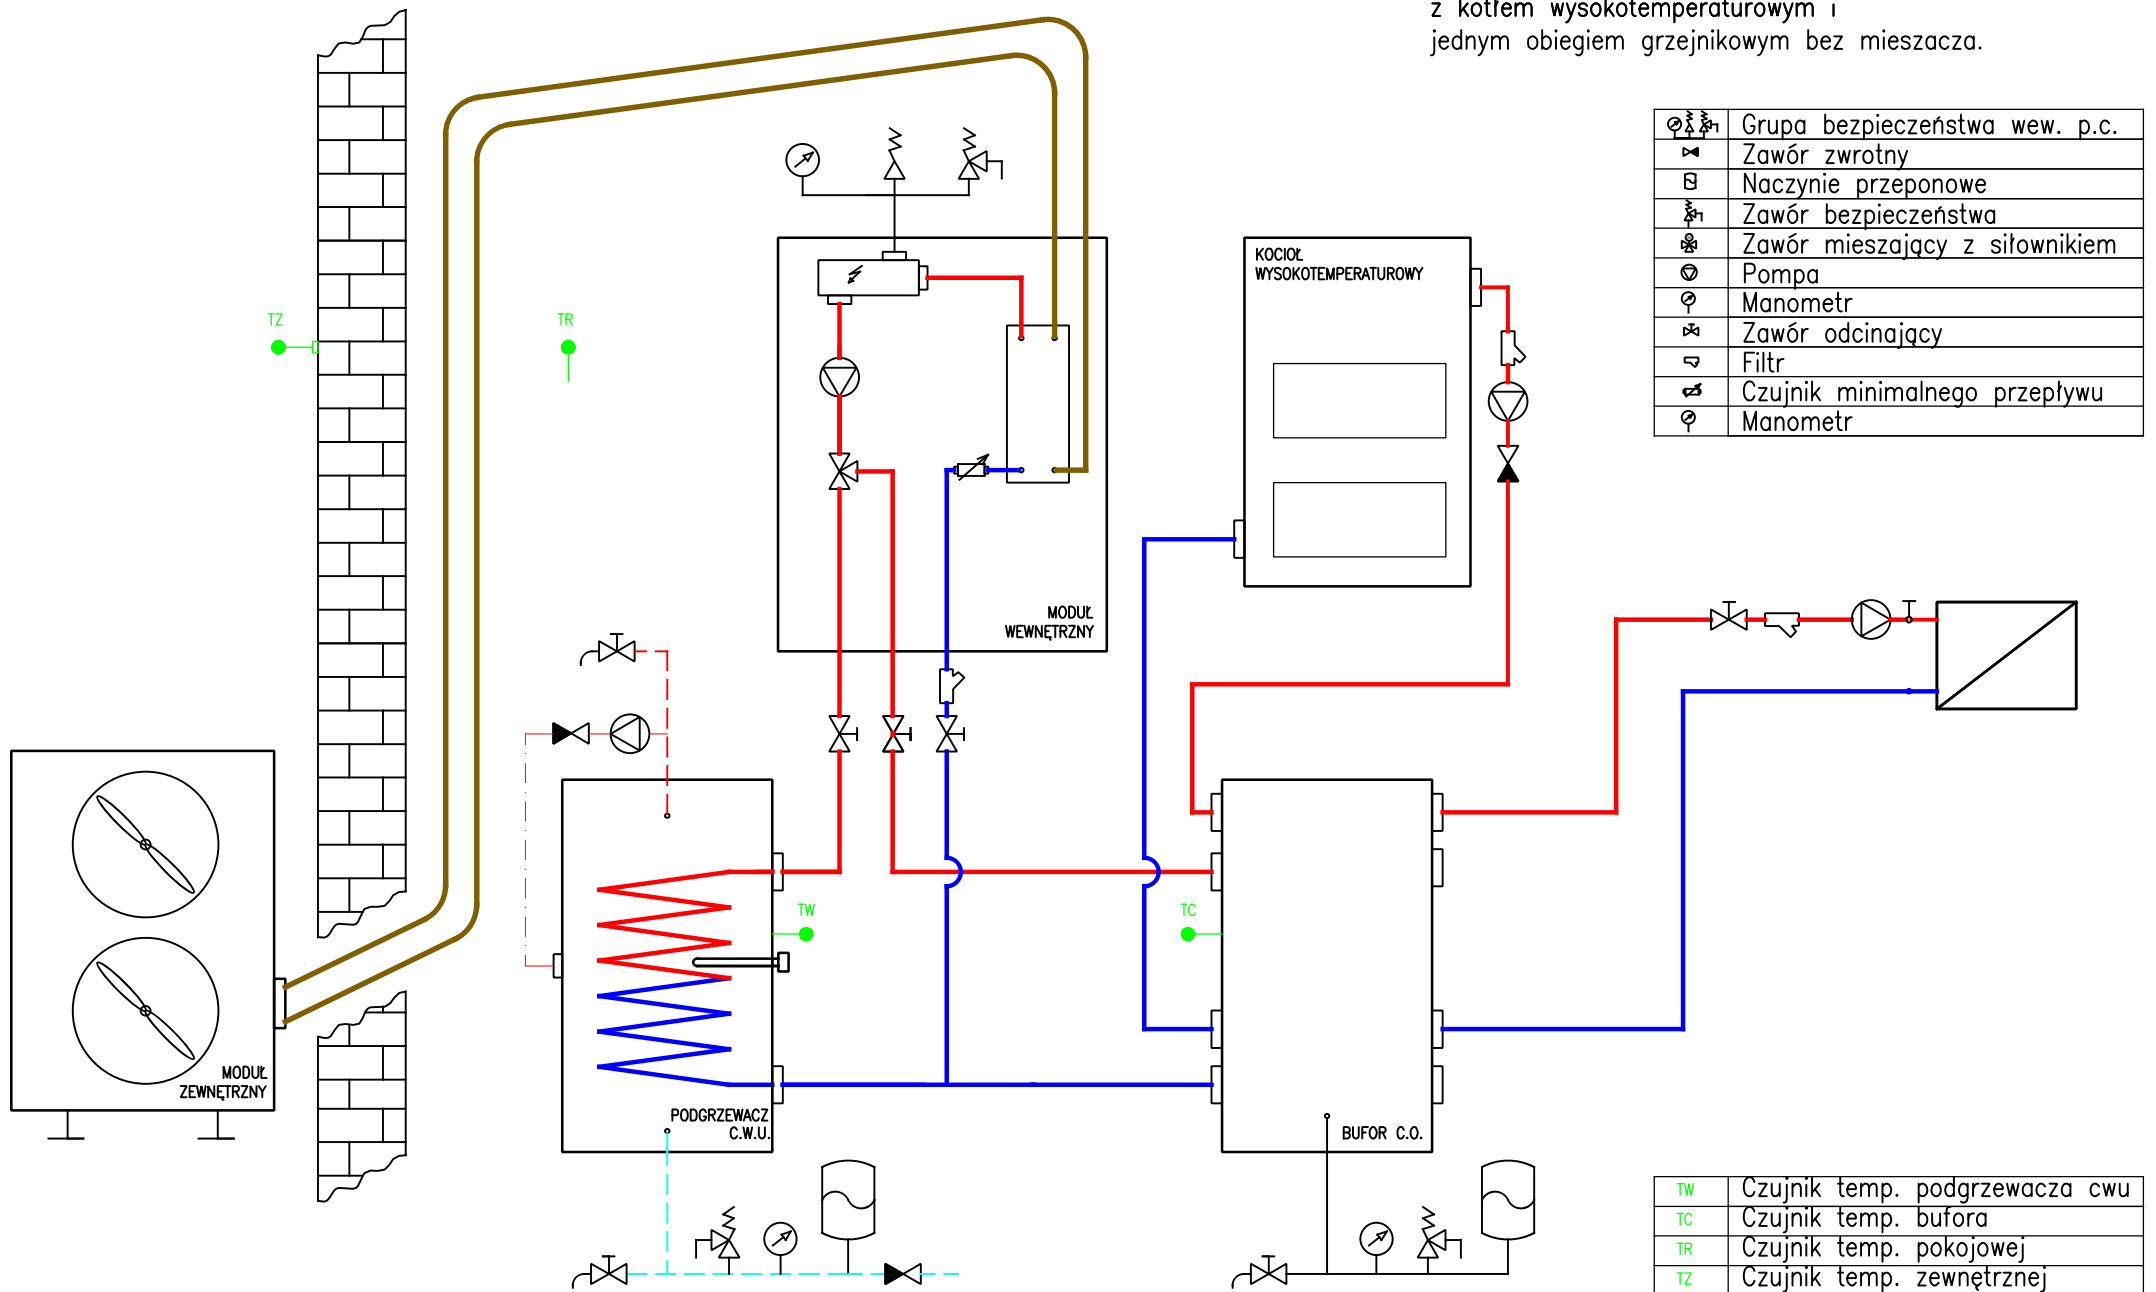 z kotłem wysokotemperaturowym i
jednym obiegiem grzejnikowym bez mieszacza.
Grupa bezpieczeństwa wew. p.c.
Zawór zwrotny
Naczynie przeponowe
Zawór bezpieczeństwa
Zawór mieszający z siłownikiem
Pompa
Manometr
Zawór odcinający
Filtr
Czujnik minimalnego przepływu
Manometr
KOCIOŁ
WYSOKOTEMPERATUROWY
TZ
TR
MODUŁ
WEWNĘTRZNY
TW
TC
MODUŁ
ZEWNĘTRZNY
PODGRZEWACZ
C.W.U.
BUFOR C.O.
TW Czujnik temp. podgrzewacza cwu
TC Czujnik temp. bufora
TR Czujnik temp. pokojowej
TZ Czujnik temp. zewnętrznej